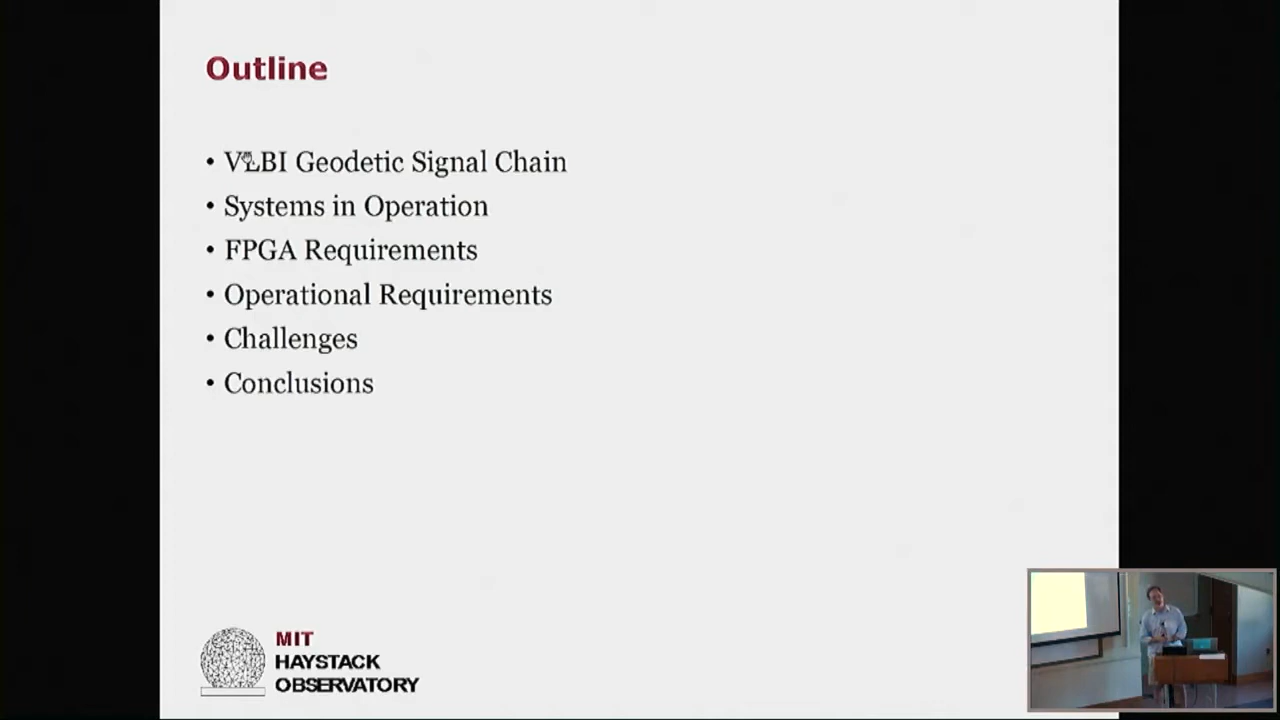 Outline
• VLBI Geodetic Signal Chain
• Systems in Operation
• FPGA Requirements
• Operational Requirements
• Challenges
• Conclusions
MIT
HAYSTACK
OBSERVATORY